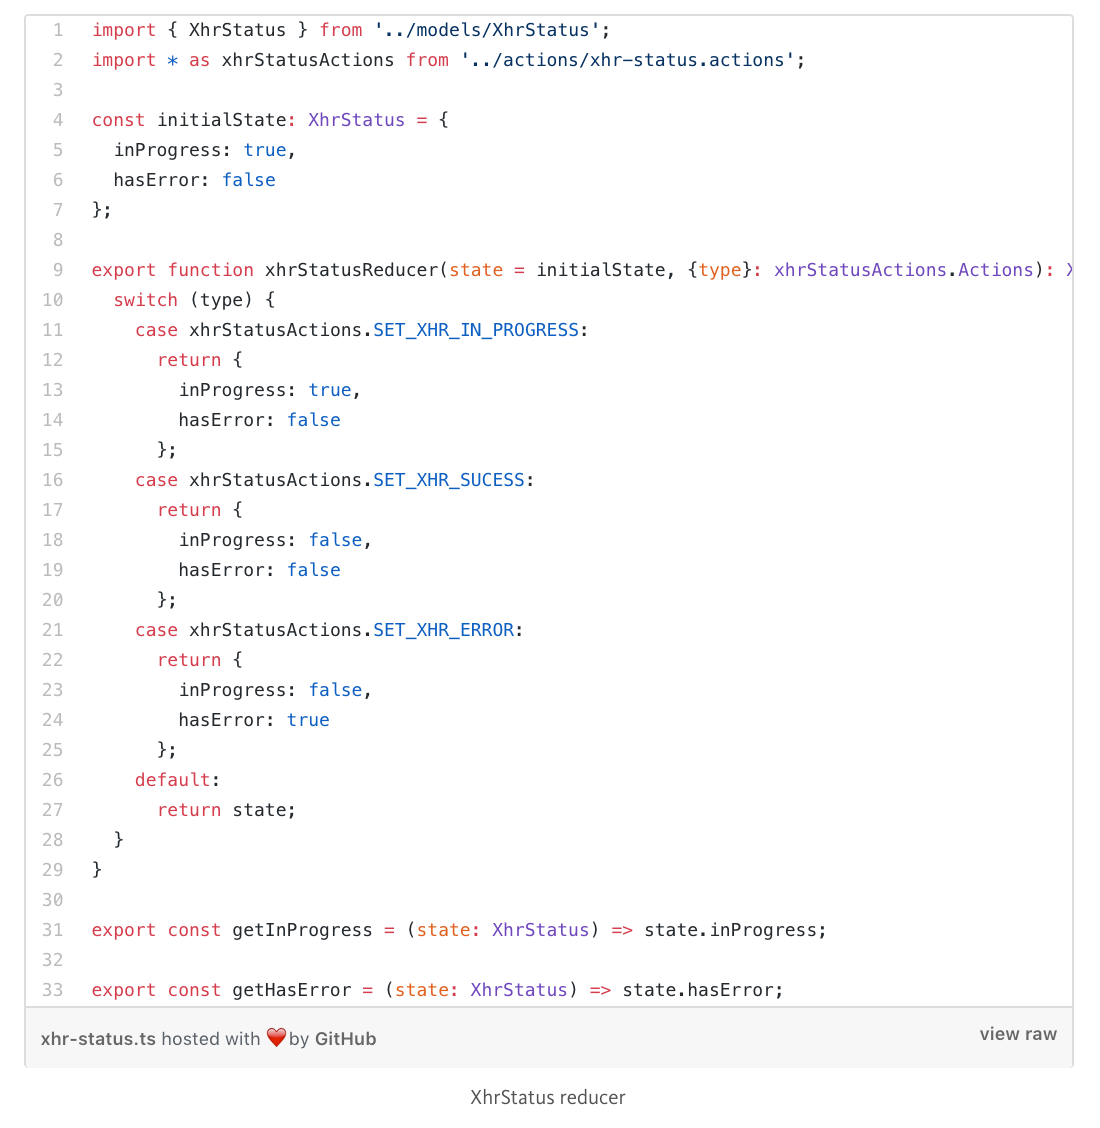 1 import { XhrStatus } from '../models/XhrStatus';
2 import * as xhrStatusActions from '../actions/xhr-status.actions';
3
4 const initialState: XhrStatus = {
5   inProgress: true,
6   hasError: false
7 };
8
9 export function xhrStatusReducer(state = initialState, {type}: xhrStatusActions.Actions):
10   switch (type) {
11     case xhrStatusActions.SET_XHR_IN_PROGRESS:
12       return {
13         inProgress: true,
14         hasError: false
15       };
16     case xhrStatusActions.SET_XHR_SUCESS:
17       return {
18         inProgress: false,
19         hasError: false
20       };
21     case xhrStatusActions.SET_XHR_ERROR:
22       return {
23         inProgress: false,
24         hasError: true
25       };
26     default:
27       return state;
28   }
29 }
30
31 export const getInProgress = (state: XhrStatus) => state.inProgress;
32
33 export const getHasError = (state: XhrStatus) => state.hasError;
xhr-status.ts hosted with ❤ by GitHub
view raw
XhrStatus reducer